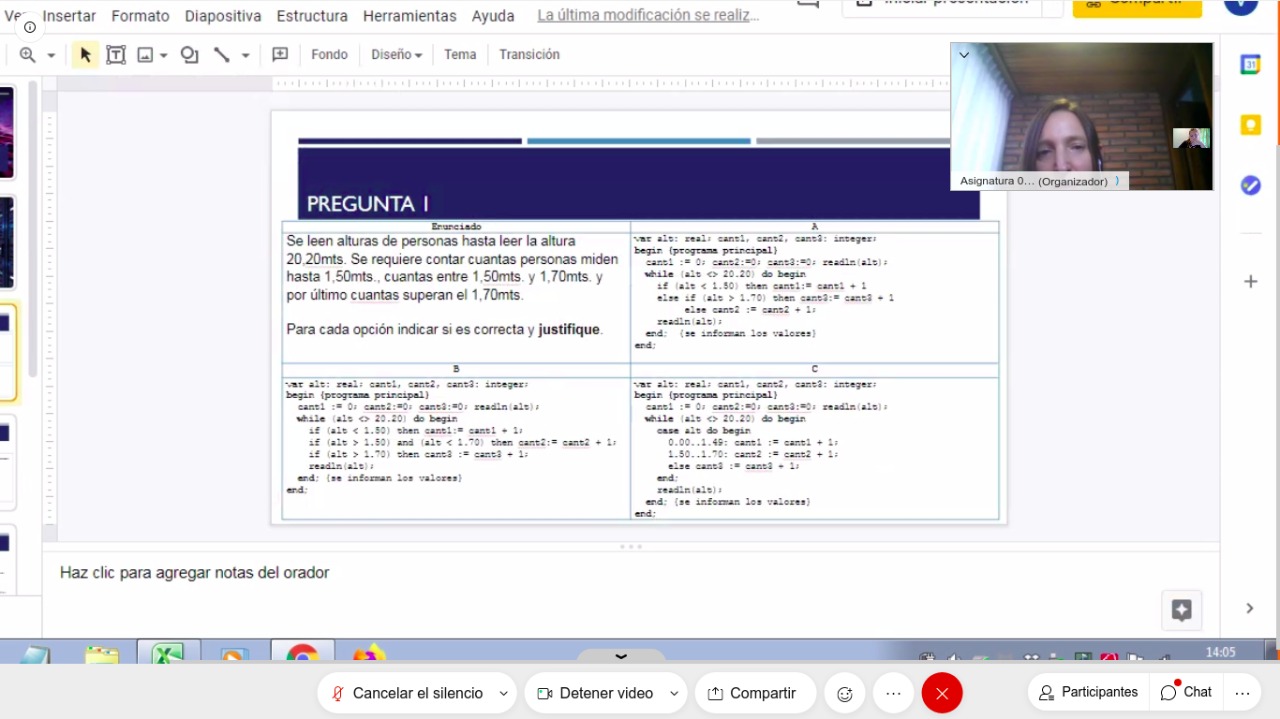 Insertar Formato Diapositiva Estructura Herramientas Ayuda La última modificación se realiz...
Fondo Diseño Tema Transición
31
Asignatura 0... (Organizador)
PREGUNTA 1
Enunciado
Se leen alturas de personas hasta leer la altura
20,20mts. Se requiere contar cuantas personas miden
hasta 1,50mts., cuantas entre 1,50mts. y 1,70mts. y
por último cuantas superan el 1,70mts.
Para cada opción indicar si es correcta y justifique.
A
var alt: real; cant1, cant2, cant3: integer;
begin {programa principal}
cant1 := 0; cant2:=0; cant3:=0; readln(alt);
while (alt <> 20.20) do begin
if (alt < 1.50) then cant1:= cant1 + 1
else if (alt > 1.70) then cant3:= cant3 + 1
else cant2 := cant2 + 1;
readln(alt);
end; {se informan los valores}
end;
B
var alt: real; cant1, cant2, cant3: integer;
begin {programa principal}
cant1 := 0; cant2:=0; cant3:=0; readln(alt);
while (alt <> 20.20) do begin
if (alt < 1.50) then cant1:= cant1 + 1;
if (alt > 1.50) and (alt < 1.70) then cant2:= cant2 + 1;
if (alt > 1.70) then cant3 := cant3 + 1;
readln(alt);
end; {se informan los valores}
end;
C
var alt: real; cant1, cant2, cant3: integer;
begin {programa principal}
cant1 := 0; cant2:=0; cant3:=0; readln(alt);
while (alt <> 20.20) do begin
case alt do begin
0.00..1.49: cant1 := cant1 + 1;
1.50..1.70: cant2 := cant2 + 1;
else cant3 := cant3 + 1;
end;
readln(alt);
end; {se informan los valores}
end;
Haz clic para agregar notas del orador
14:05
Cancelar el silencio Detener video Compartir Participantes Chat